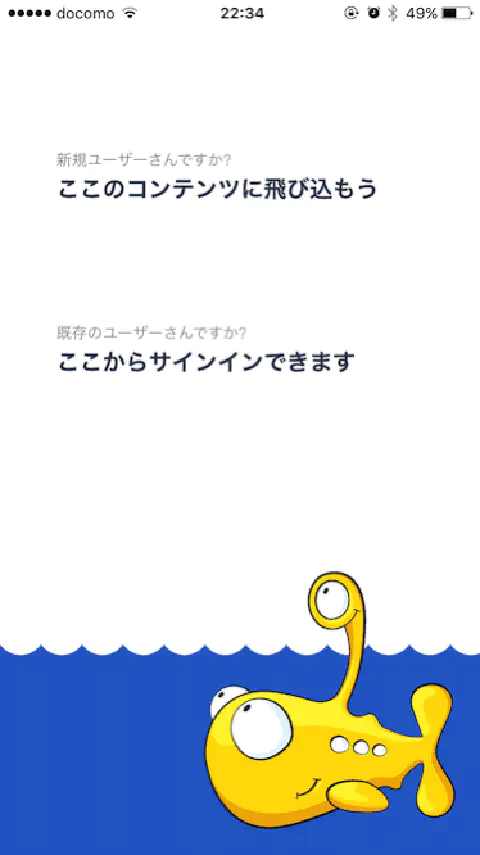 docomo 22:34 49%
新規ユーザーさんですか?
ここのコンテンツに飛び込もう
既存のユーザーさんですか?
ここからサインインできます